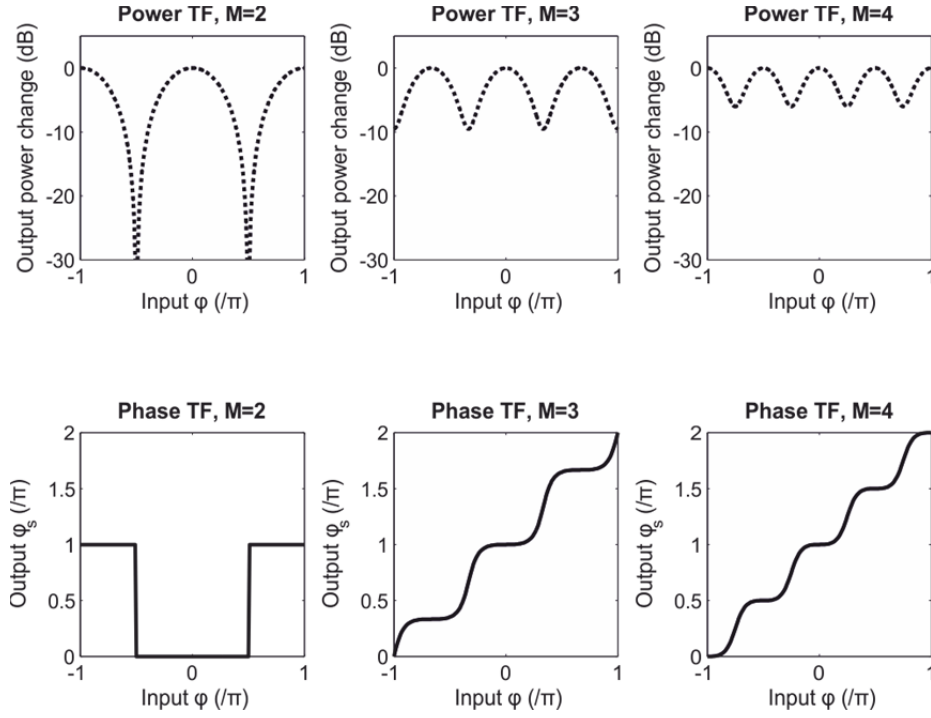 Power TF, M=2
Output power change (dB)
0
-10
-20
-30
-1
0
1
Input φ (/π)
Power TF, M=3
Output power change (dB)
0
-10
-20
-30
-1
0
1
Input φ (/π)
Power TF, M=4
Output power change (dB)
0
-10
-20
-30
-1
0
1
Input φ (/π)
Phase TF, M=2
Output φs (/π)
2
1.5
1
0.5
0
-1
0
1
Input φ (/π)
Phase TF, M=3
Output φs (/π)
2
1.5
1
0.5
0
-1
0
1
Input φ (/π)
Phase TF, M=4
Output φs (/π)
2
1.5
1
0.5
0
-1
0
1
Input φ (/π)